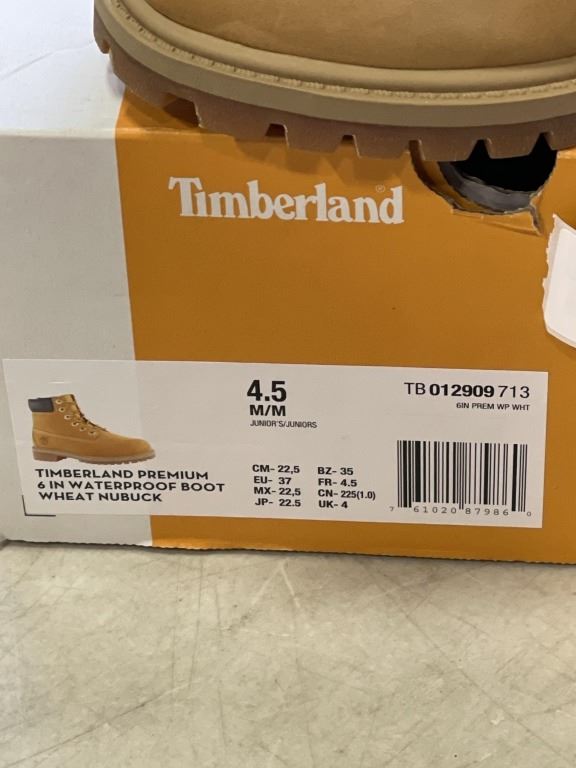 Timberland®
4.5
M/M
JUNIOR'S/JUNIORS
TB 012909 713
6IN PREM WP WHT
TIMBERLAND PREMIUM
6 IN WATERPROOF BOOT
WHEAT NUBUCK
CM- 22,5 BZ- 35
EU- 37 FR- 4.5
MX- 22,5 CN- 225(1.0)
JP- 22.5 UK- 4
7 61020 87986 0